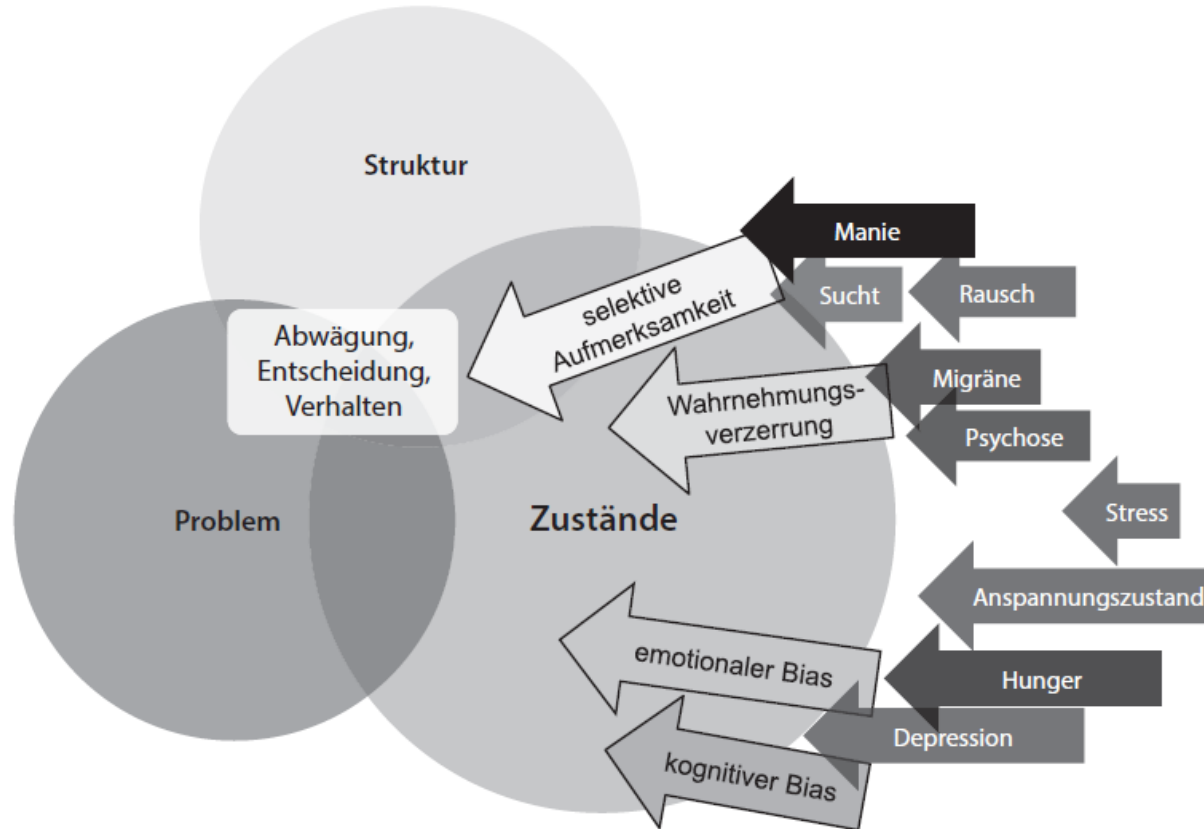 Struktur
Manie
selektive
Aufmerksamkeit
Sucht
Rausch
Abwägung,
Entscheidung,
Verhalten
Migräne
Wahrnehmungs-
verzerrung
Psychose
Problem
Zustände
Stress
Anspannungszustand
emotionaler Bias
Hunger
Depression
kognitiver Bias